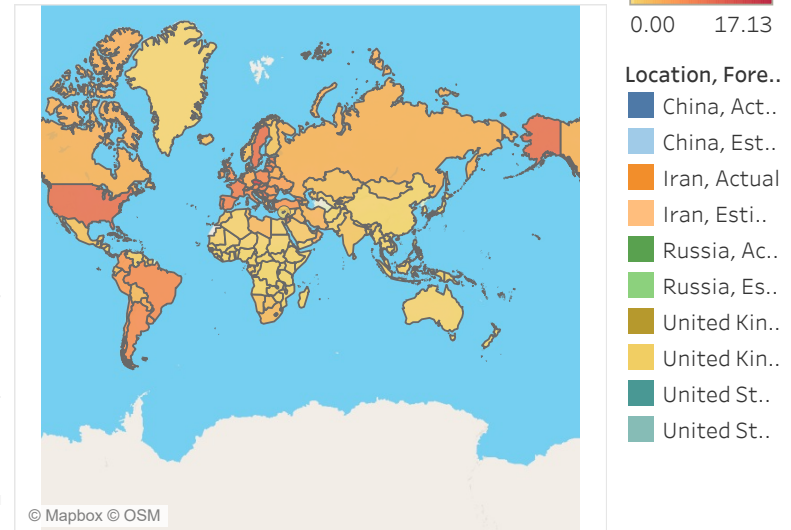 0.00 17.13
Location, Fore..
China, Act..
China, Est..
Iran, Actual
Iran, Esti..
Russia, Ac..
Russia, Es..
United Kin..
United Kin..
United St..
United St..
© Mapbox © OSM